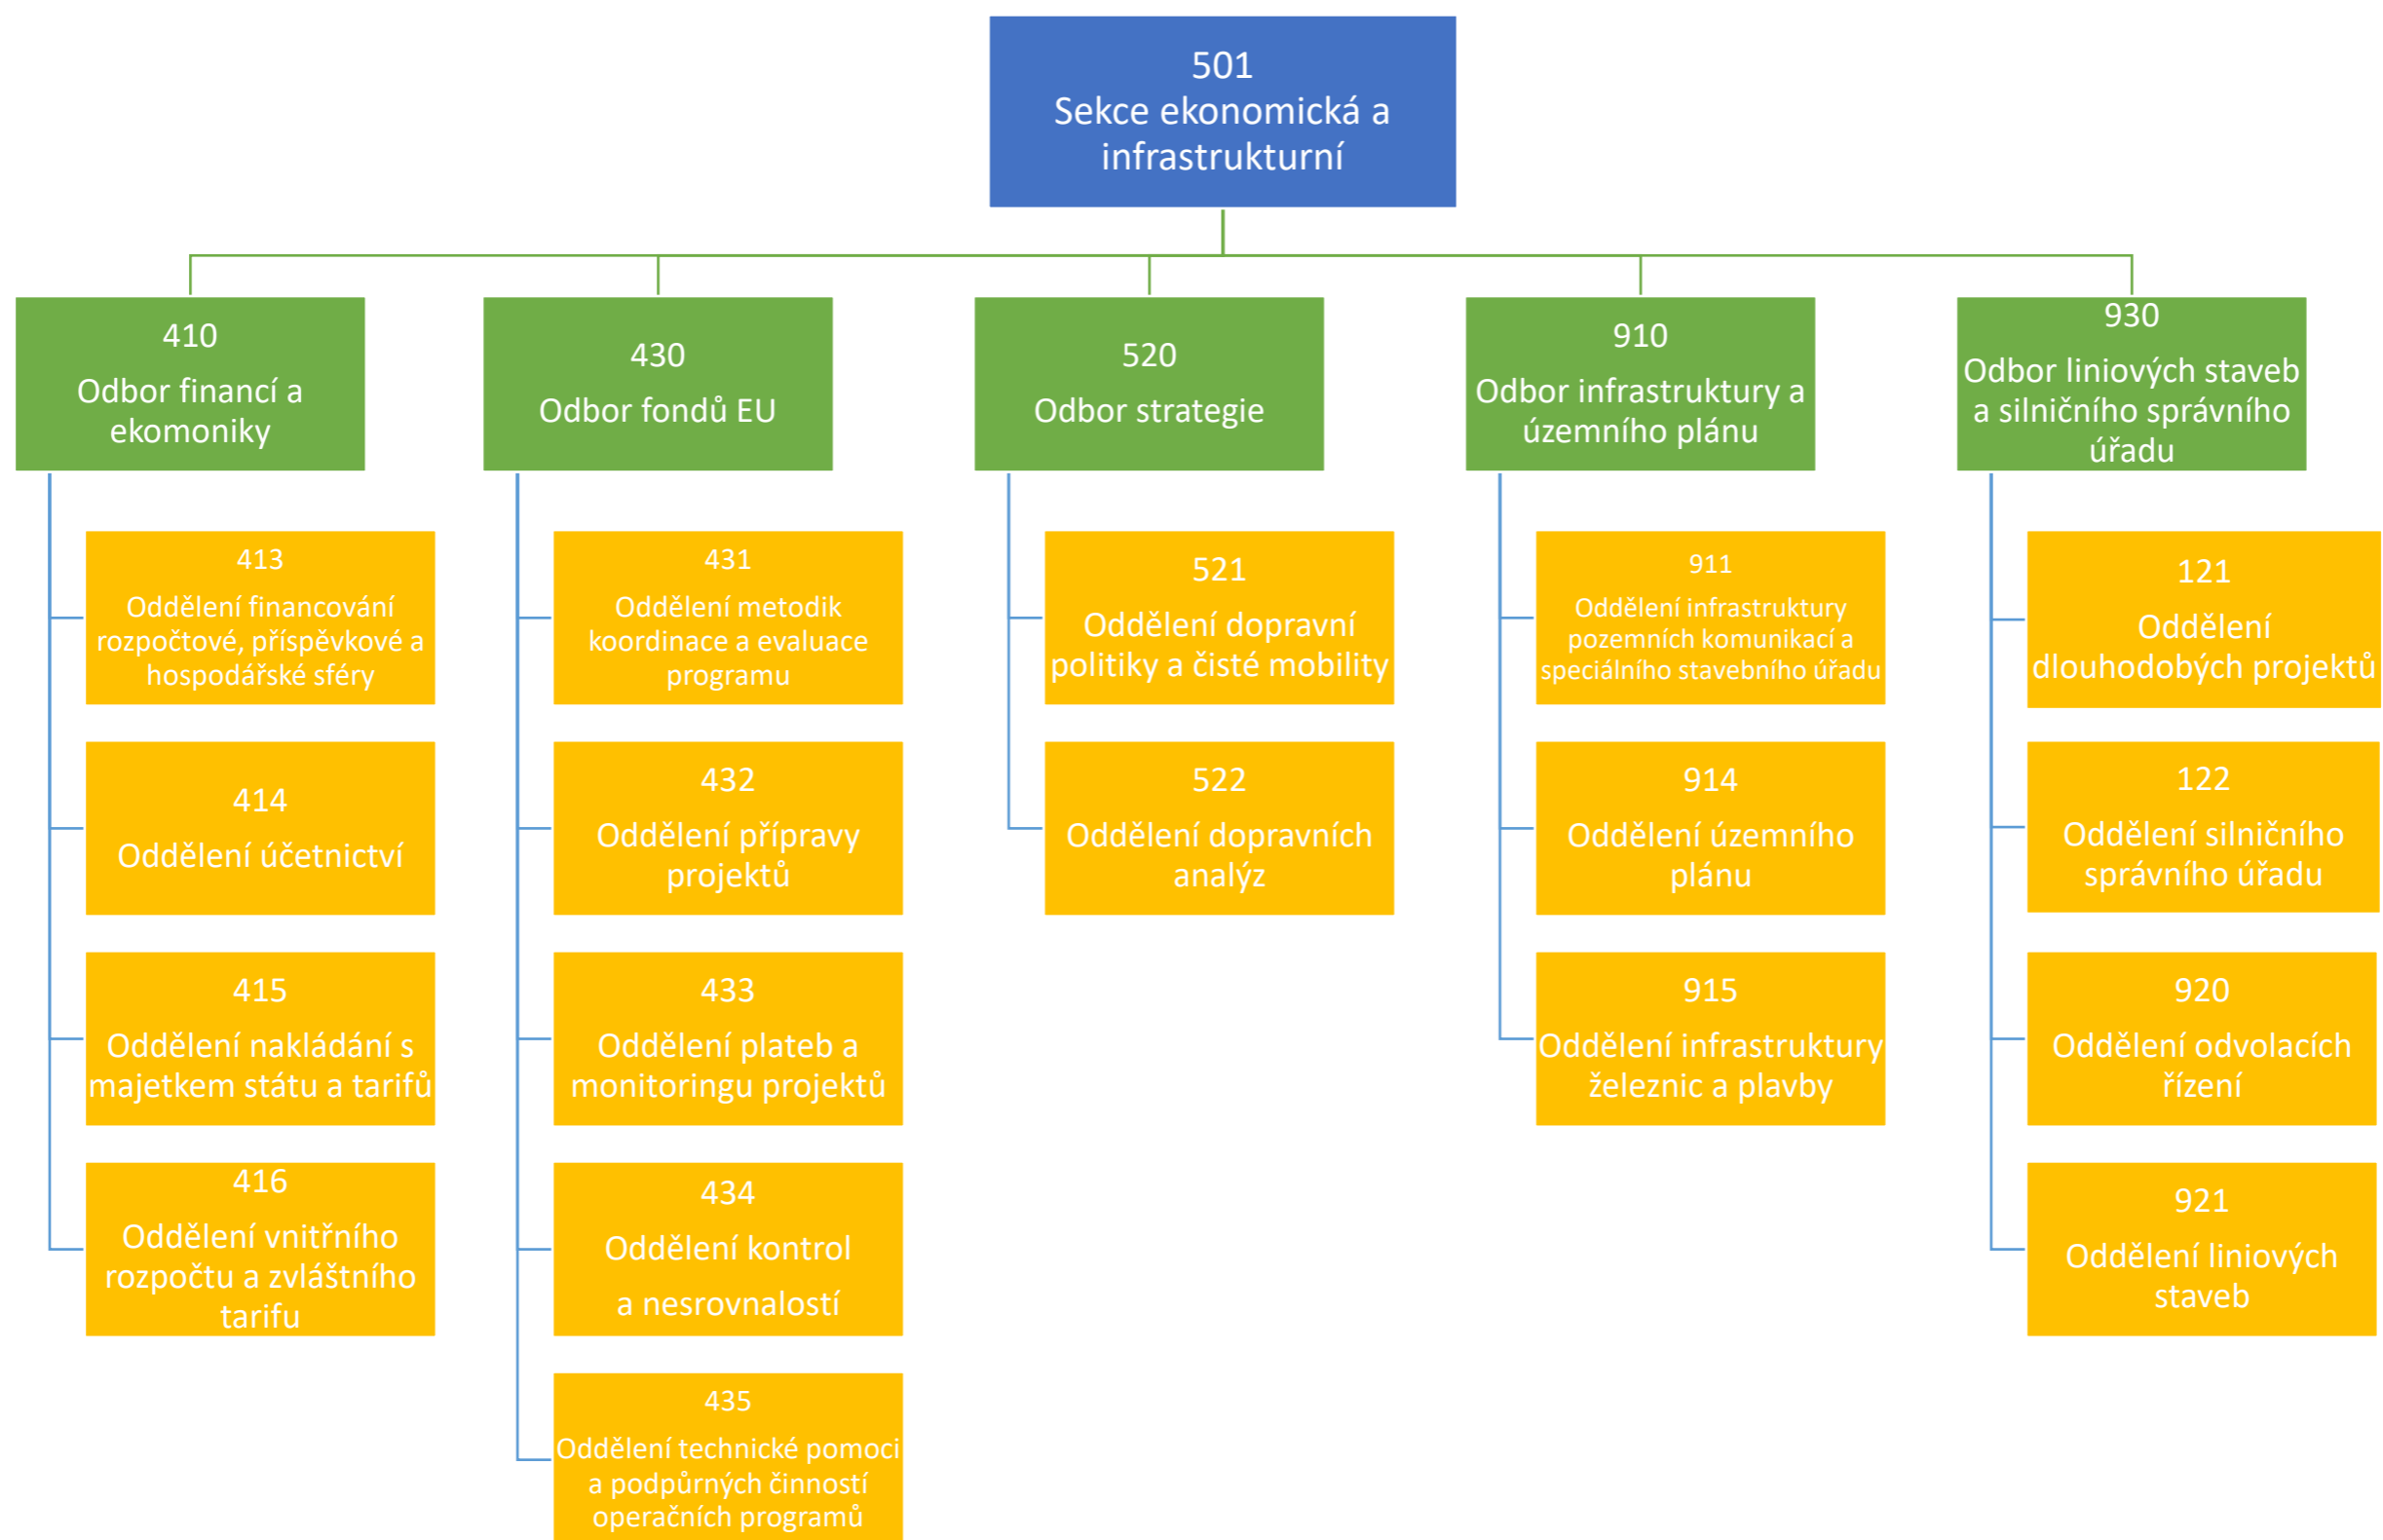 501
Sekce ekonomická a
infrastrukturní
410
Odbor financí a
ekomoniky
430
Odbor fondů EU
520
Odbor strategie
910
Odbor infrastruktury a
územního plánu
930
Odbor liniových staveb
a silničního správního
úřadu
413
Oddělení financování
rozpočtové, příspěvkové a
hospodářské sféry
414
Oddělení účetnictví
415
Oddělení nakládání s
majetkem státu a tarifů
416
Oddělení vnitřního
rozpočtu a zvláštního
tarifu
431
Oddělení metodik
koordinace a evaluace
programu
432
Oddělení přípravy
projektů
433
Oddělení plateb a
monitoringu projektů
434
Oddělení kontrol
a nesrovnalostí
435
Oddělení technické pomoci
a podpůrných činností
operačních programů
521
Oddělení dopravní
politiky a čisté mobility
522
Oddělení dopravních
analýz
911
Oddělení infrastruktury
pozemních komunikací a
speciálního stavebního úřadu
914
Oddělení územního
plánu
915
Oddělení infrastruktury
železnic a plavby
121
Oddělení
dlouhodobých projektů
122
Oddělení silničního
správního úřadu
920
Oddělení odvolacích
řízení
921
Oddělení liniových
staveb